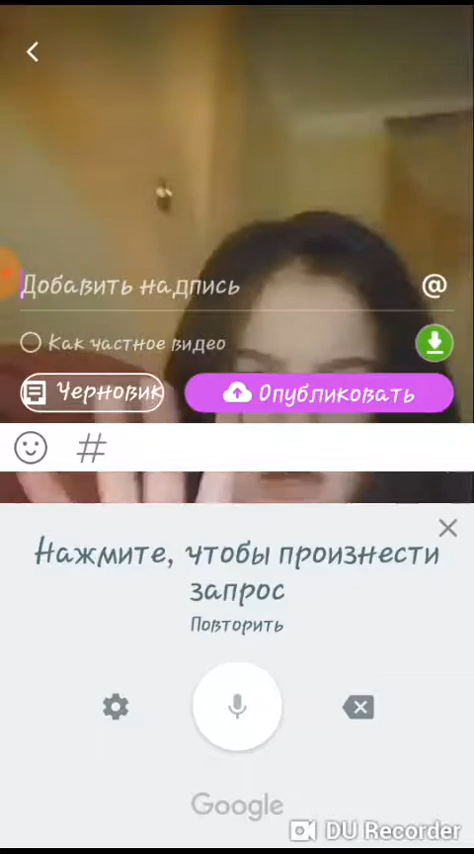 Добавить надпись
@
Как частное видео
Черновик
Опубликовать
#
Нажмите, чтобы произнести
запрос
Повторить
Google
DU Recorder